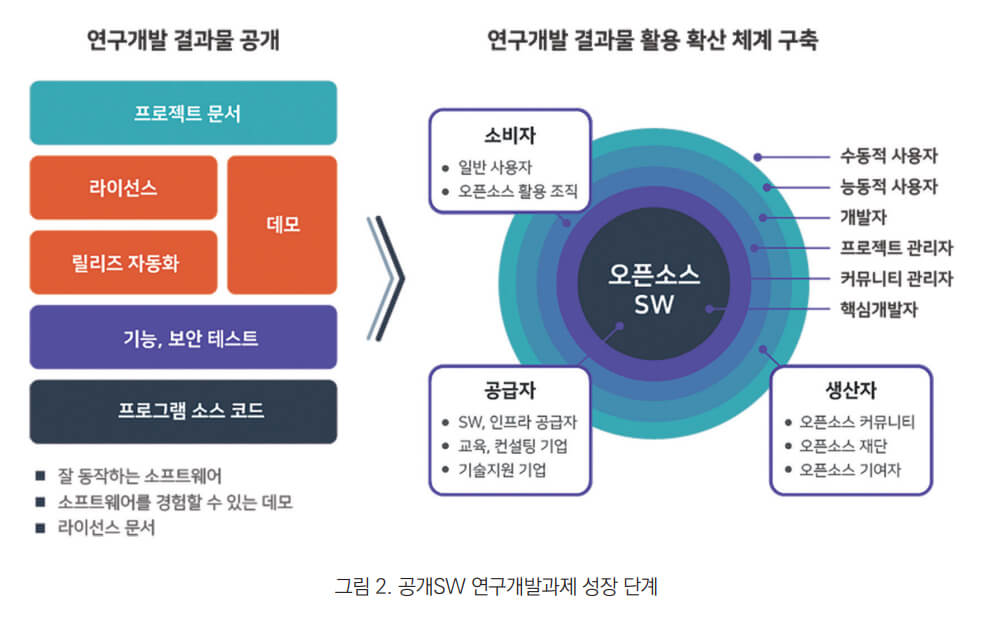 연구개발 결과물 공개
프로젝트 문서
라이선스
데모
릴리즈 자동화
기능, 보안 테스트
프로그램 소스 코드
■ 잘 동작하는 소프트웨어
■ 소프트웨어를 경험할 수 있는 데모
■ 라이선스 문서
연구개발 결과물 활용 확산 체계 구축
소비자
• 일반 사용자
• 오픈소스 활용 조직
수동적 사용자
능동적 사용자
개발자
프로젝트 관리자
커뮤니티 관리자
핵심개발자
오픈소스
SW
공급자
• SW, 인프라 공급자
• 교육, 컨설팅 기업
• 기술지원 기업
생산자
• 오픈소스 커뮤니티
• 오픈소스 재단
• 오픈소스 기여자
그림 2. 공개SW 연구개발과제 성장 단계